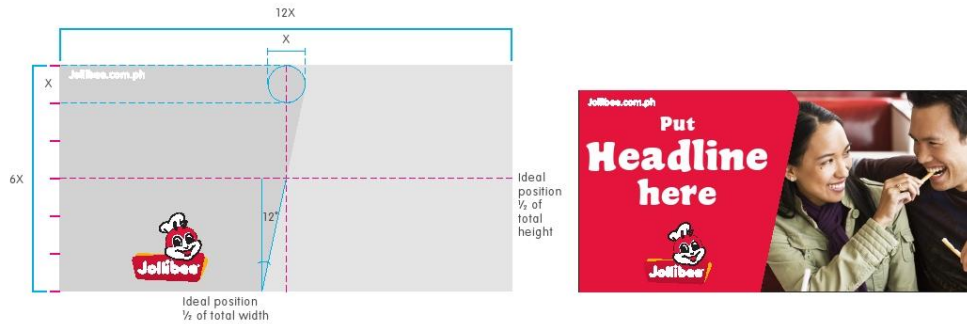 12X
X
X
Jollibee.com.ph
6X
12°
Ideal
position
½ of
total
height
Jollibee
Ideal position
½ of total width
Jollibee.com.ph
Put
Headline
here
Jollibee